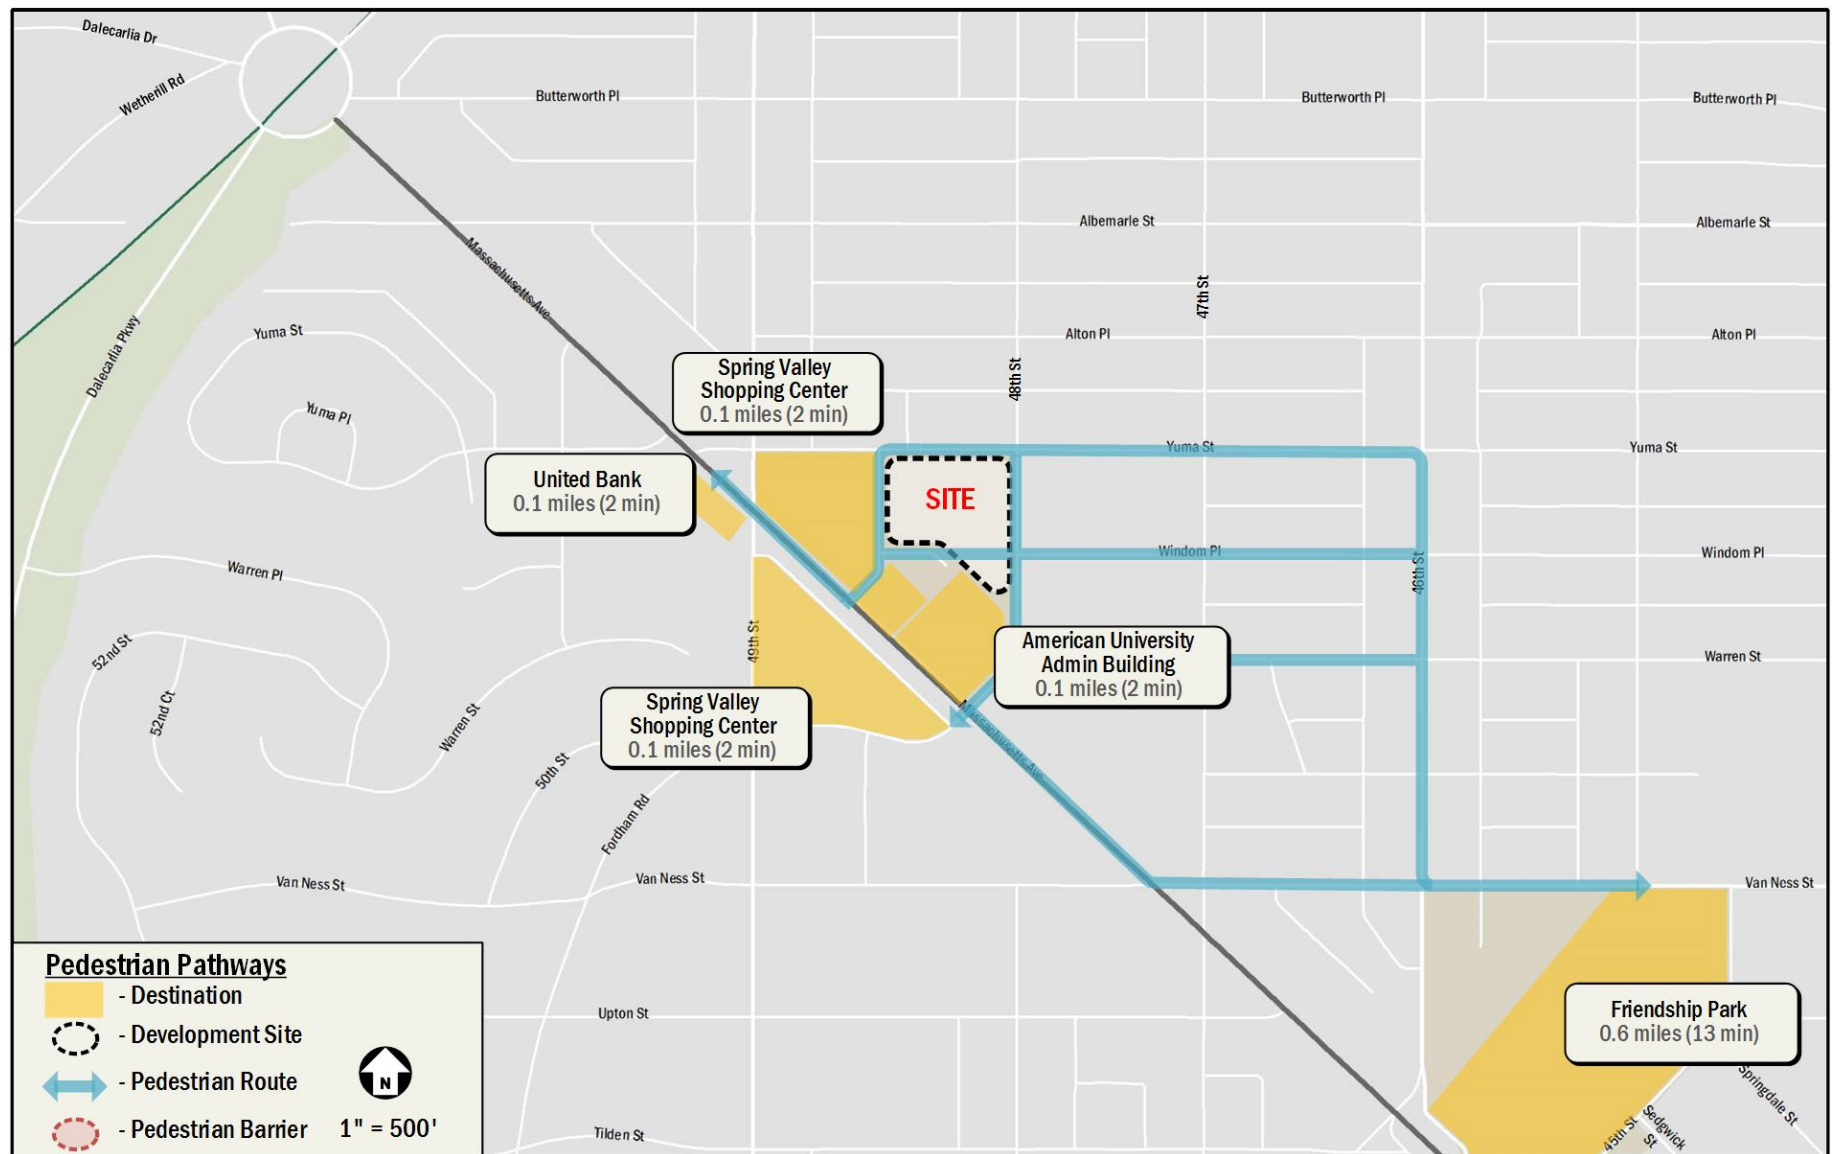 Dalecarlia Dr
Wetherill Rd
Butterworth Pl
Butterworth Pl
Butterworth Pl
Albemarle St
Albemarle St
Massachusetts Ave
47th St
Dalecarlia Pkwy
Yuma St
Alton Pl
Alton Pl
48th St
Spring Valley
Shopping Center
0.1 miles (2 min)
Yuma Pl
Yuma St
Yuma St
United Bank
0.1 miles (2 min)
SITE
Windom Pl
Windom Pl
46th St
Warren Pl
49th St
52nd St
American University
Admin Building
0.1 miles (2 min)
Warren St
52nd Ct
Warren St
Spring Valley
Shopping Center
0.1 miles (2 min)
Massachusetts Ave
50th St
Fordham Rd
Van Ness St
Van Ness St
Van Ness St
Pedestrian Pathways
- Destination
- Development Site
- Pedestrian Route
- Pedestrian Barrier
N
1" = 500'
Upton St
Friendship Park
0.6 miles (13 min)
Springdale St
Tilden St
45th St
Sedgwick
St